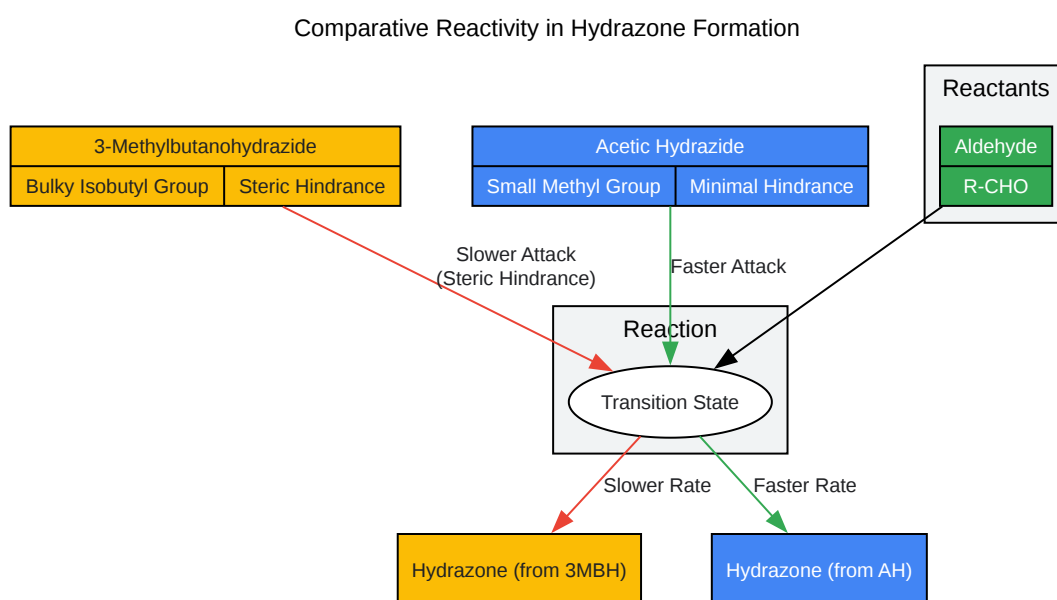 Comparative Reactivity in Hydrazone Formation
Reactants
3-Methylbutanohydrazide
Bulky Isobutyl Group
Steric Hindrance
Acetic Hydrazide
Small Methyl Group
Minimal Hindrance
Aldehyde
R-CHO
Slower Attack
(Steric Hindrance)
Faster Attack
Reaction
Transition State
Slower Rate
Faster Rate
Hydrazone (from 3MBH)
Hydrazone (from AH)